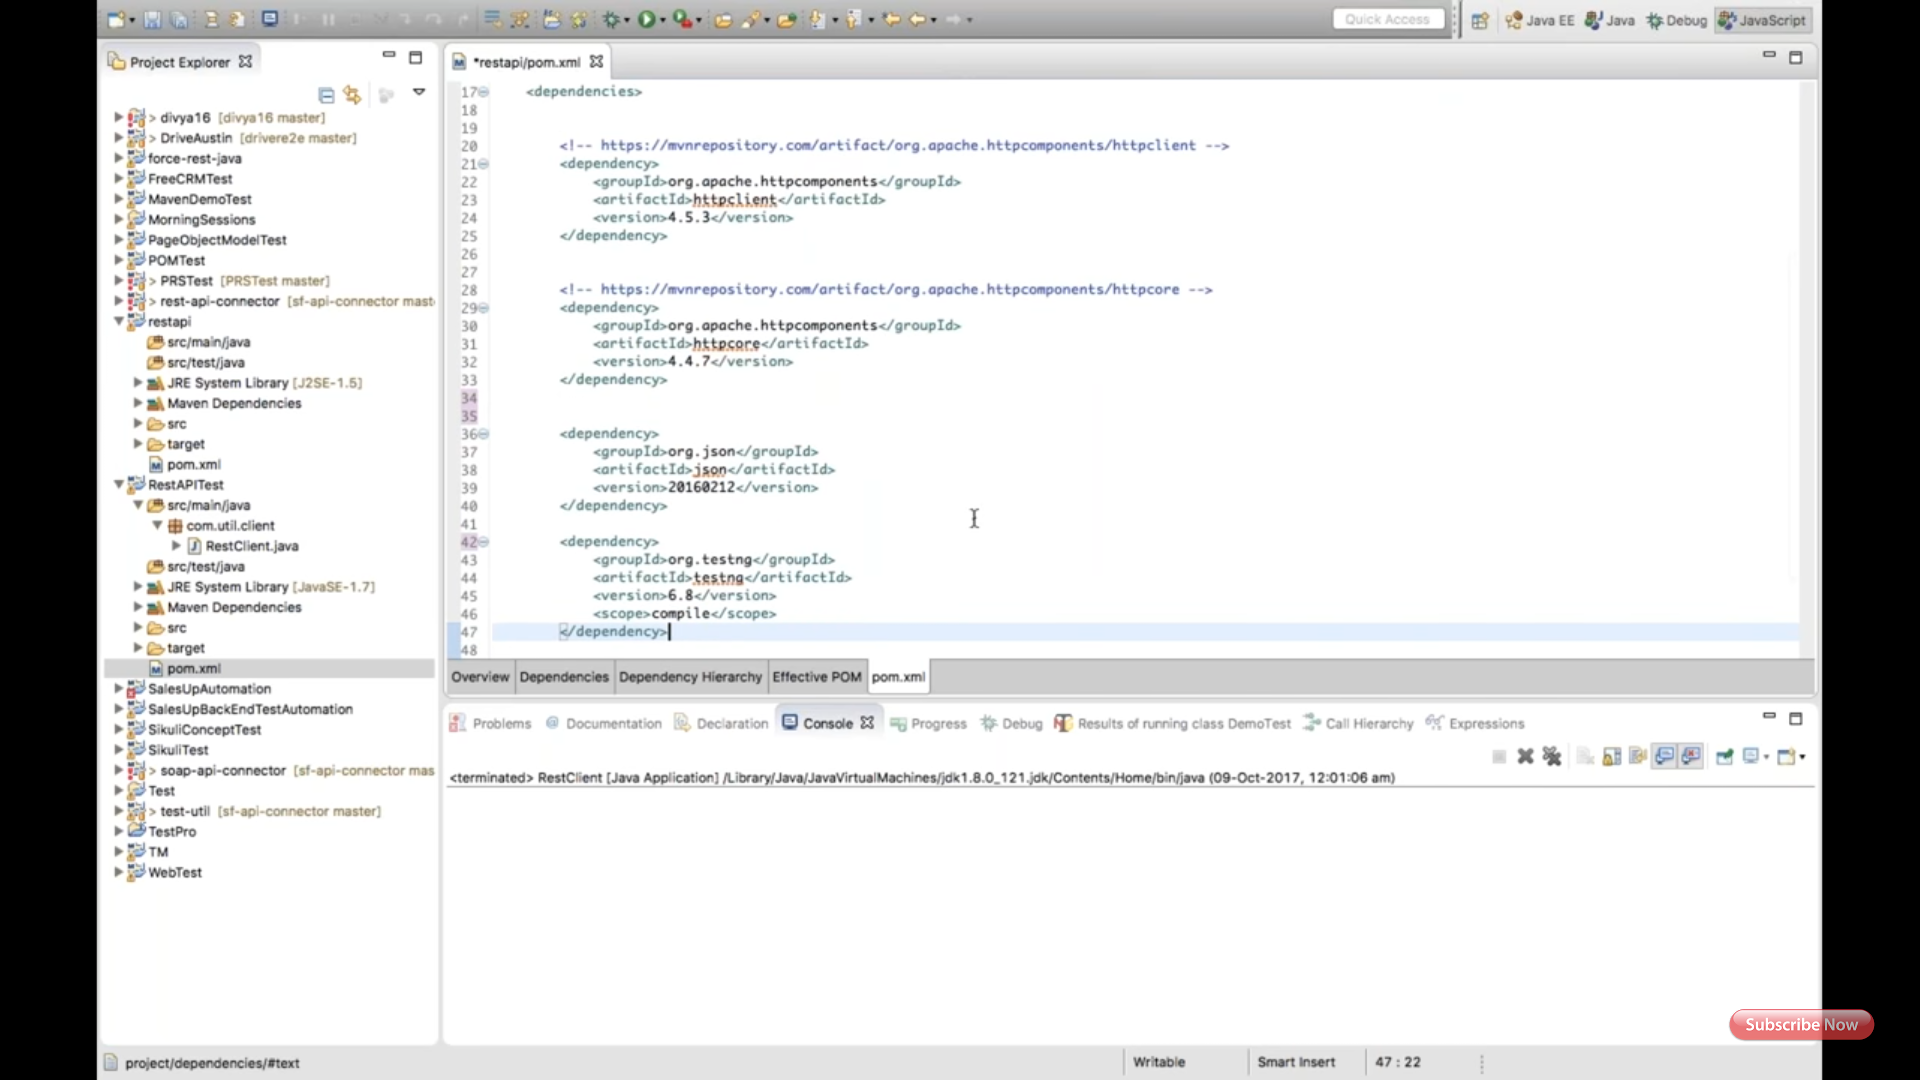 Quick Access
Java EE
Java
Debug
JavaScript
Project Explorer
> divya16 [divya16 master]
> DriveAustin [drivere2e master]
force-rest-java
FreeCRMTest
MavenDemoTest
MorningSessions
PageObjectModelTest
POMTest
> PRSTest [PRSTest master]
> rest-api-connector [sf-api-connector mast
restapi
src/main/java
src/test/java
JRE System Library [J2SE-1.5]
Maven Dependencies
src
target
pom.xml
RestAPITest
src/main/java
com.util.client
RestClient.java
src/test/java
JRE System Library [JavaSE-1.7]
Maven Dependencies
src
target
pom.xml
SalesUpAutomation
SalesUpBackEndTestAutomation
SikuliConceptTest
SikuliTest
> soap-api-connector [sf-api-connector mas
Test
> test-util [sf-api-connector master]
TestPro
TM
WebTest
*restapi/pom.xml
17 <dependencies>
18
19
20 <!-- https://mvnrepository.com/artifact/org.apache.httpcomponents/httpclient -->
21 <dependency>
22 <groupId>org.apache.httpcomponents</groupId>
23 <artifactId>httpclient</artifactId>
24 <version>4.5.3</version>
25 </dependency>
26
27
28 <!-- https://mvnrepository.com/artifact/org.apache.httpcomponents/httpcore -->
29 <dependency>
30 <groupId>org.apache.httpcomponents</groupId>
31 <artifactId>httpcore</artifactId>
32 <version>4.4.7</version>
33 </dependency>
34
35
36 <dependency>
37 <groupId>org.json</groupId>
38 <artifactId>json</artifactId>
39 <version>20160212</version>
40 </dependency>
41
42 <dependency>
43 <groupId>org.testng</groupId>
44 <artifactId>testng</artifactId>
45 <version>6.8</version>
46 <scope>compile</scope>
47 </dependency>
48
Overview
Dependencies
Dependency Hierarchy
Effective POM
pom.xml
Problems
Documentation
Declaration
Console
Progress
Debug
Results of running class DemoTest
Call Hierarchy
Expressions
<terminated> RestClient [Java Application] /Library/Java/JavaVirtualMachines/jdk1.8.0_121.jdk/Contents/Home/bin/java (09-Oct-2017, 12:01:06 am)
Subscribe Now
project/dependencies/#text
Writable
Smart Insert
47 : 22